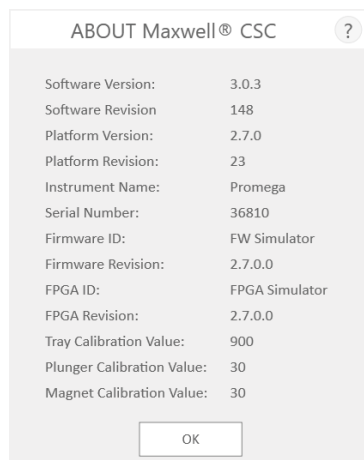 ABOUT Maxwell® CSC ?
Software Version: 3.0.3
Software Revision 148
Platform Version: 2.7.0
Platform Revision: 23
Instrument Name: Promega
Serial Number: 36810
Firmware ID: FW Simulator
Firmware Revision: 2.7.0.0
FPGA ID: FPGA Simulator
FPGA Revision: 2.7.0.0
Tray Calibration Value: 900
Plunger Calibration Value: 30
Magnet Calibration Value: 30
OK